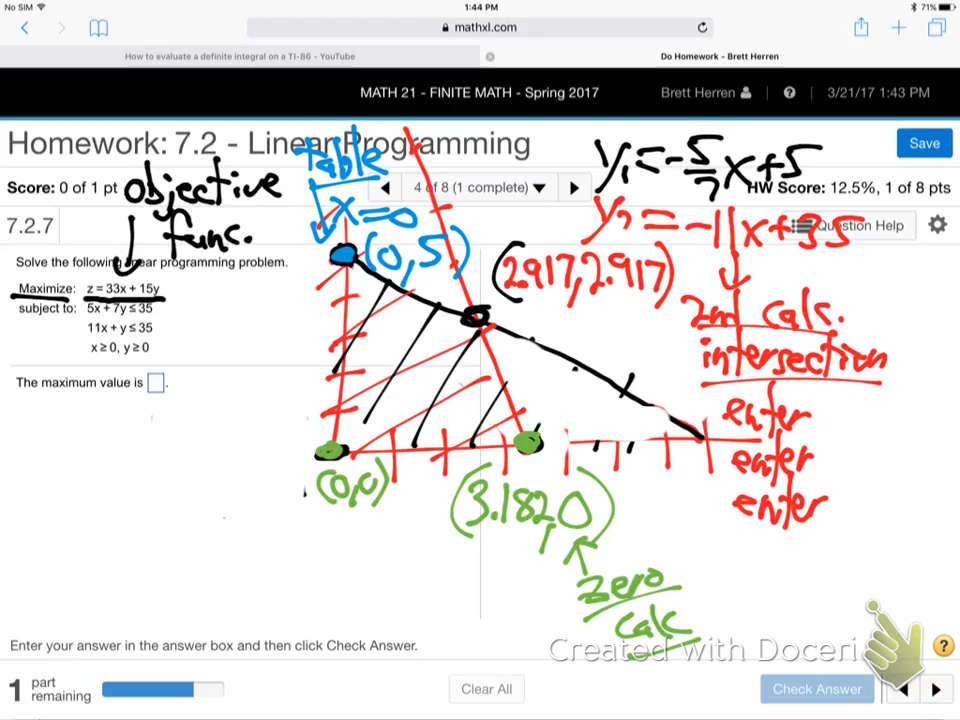 No SIM 1:44 PM 71%
mathxl.com
How to evaluate a definite integral on a TI-86 - YouTube
Do Homework - Brett Herren
MATH 21 - FINITE MATH - Spring 2017 Brett Herren ? 3/21/17 1:43 PM
Homework: 7.2 - Linear Programming Save
Score: 0 of 1 pt 4 of 8 (1 complete) HW Score: 12.5%, 1 of 8 pts
7.2.7 Question Help
Solve the following linear programming problem.
Maximize: z = 33x + 15y
subject to: 5x + 7y ≤ 35
11x + y ≤ 35
x ≥ 0, y ≥ 0
The maximum value is .
objective
func.
table
x=0
(0,5)
y₁=-5/7x+5
y₂=-11x+35
(2.917,2.917)
2nd calc.
intersection
enter
enter
enter
(0,0)
(3.182,0)
zero
calc
Enter your answer in the answer box and then click Check Answer.
Created with Doceri
?
1 part remaining Clear All Check Answer